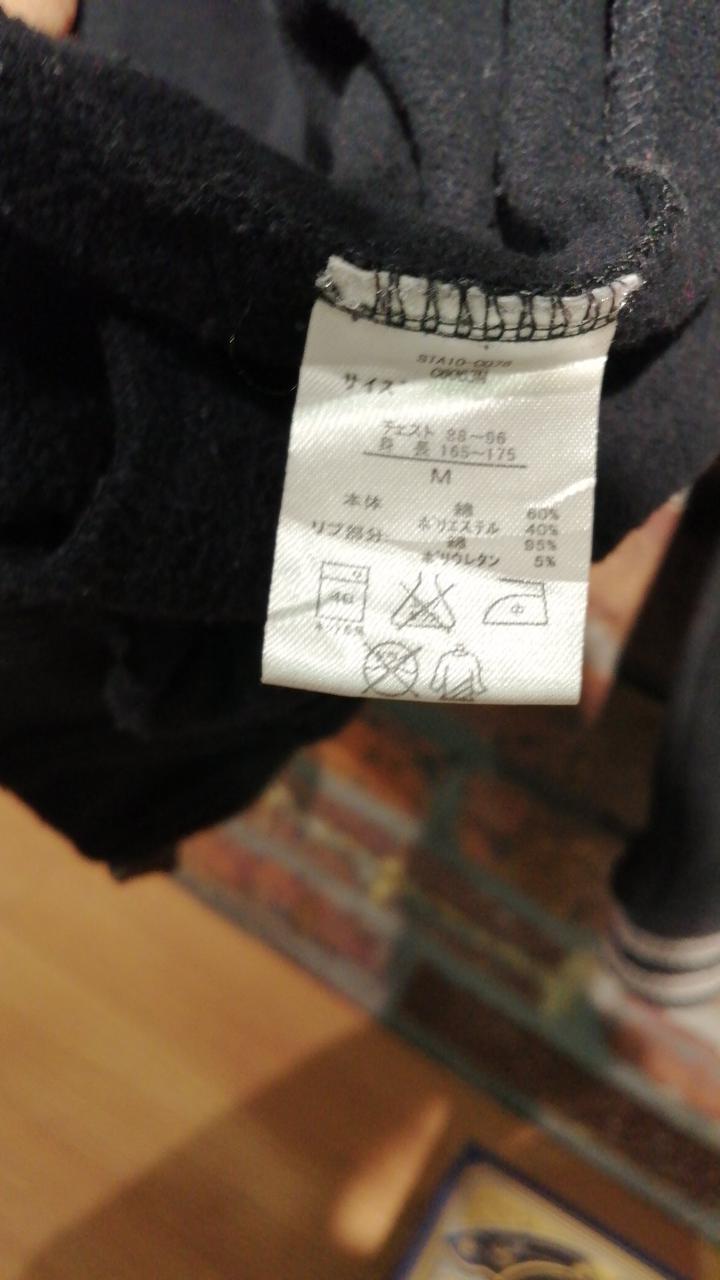 サイズ
チェスト 88～96
身 長 165～175
M
本体 綿 60%
ポリエステル 40%
リブ部分 綿 95%
ポリウレタン 5%
40